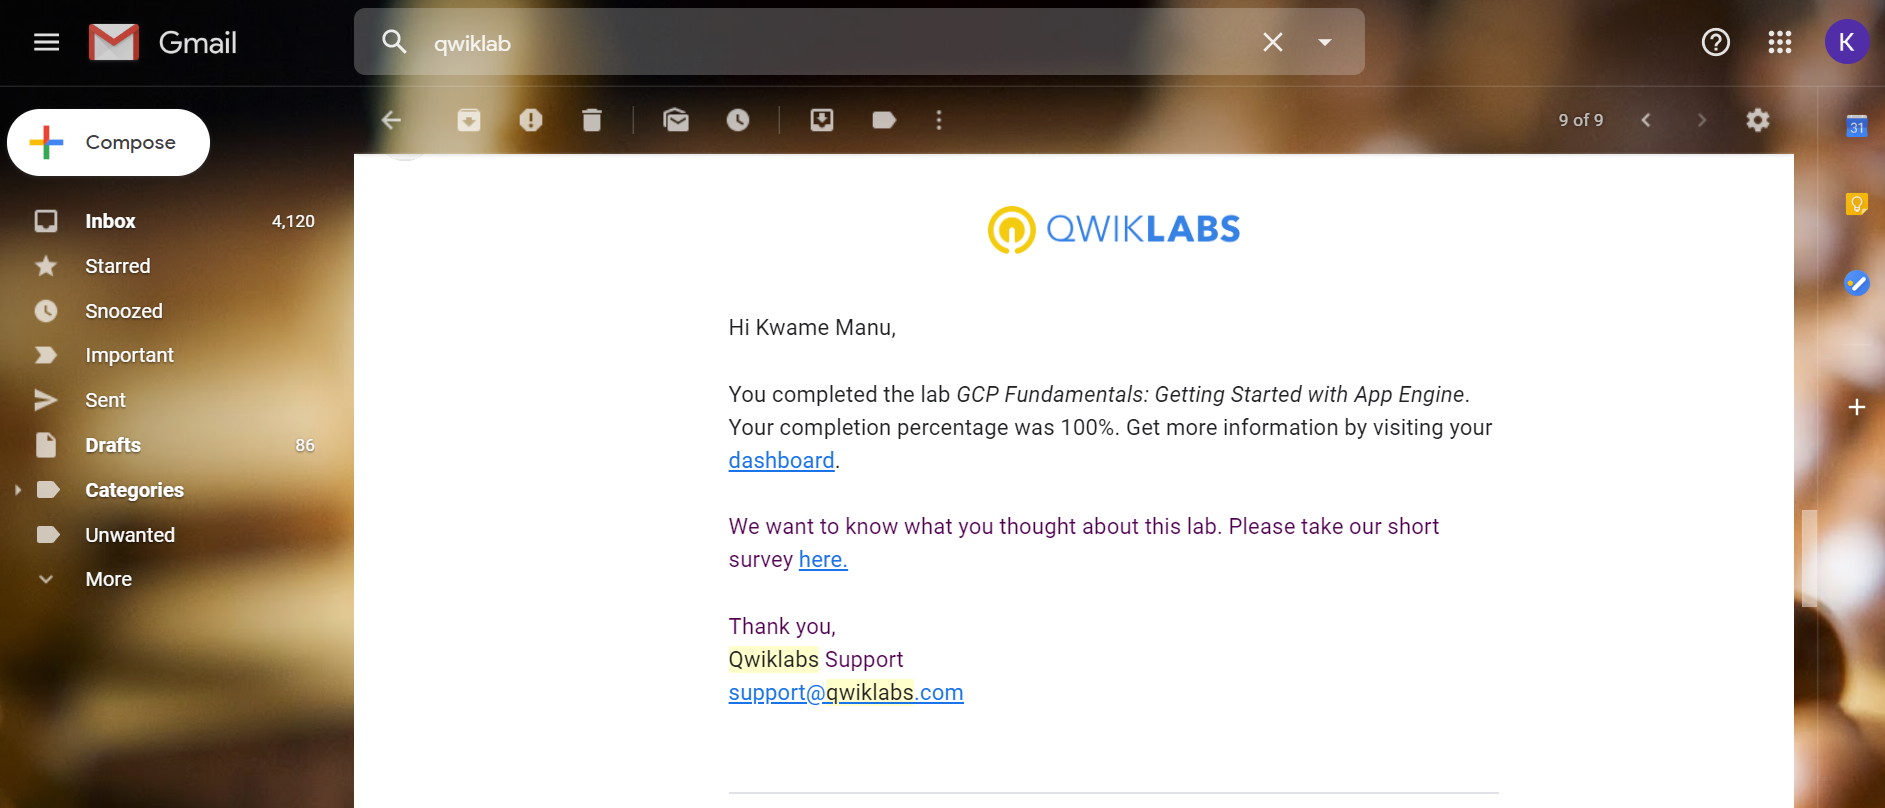 Gmail
qwiklab
K
Compose
9 of 9
31
Inbox 4,120
Starred
Snoozed
Important
Sent
Drafts 86
Categories
Unwanted
More
QWIKLABS
Hi Kwame Manu,
You completed the lab GCP Fundamentals: Getting Started with App Engine.
Your completion percentage was 100%. Get more information by visiting your
dashboard.
We want to know what you thought about this lab. Please take our short
survey here.
Thank you,
Qwiklabs Support
support@qwiklabs.com